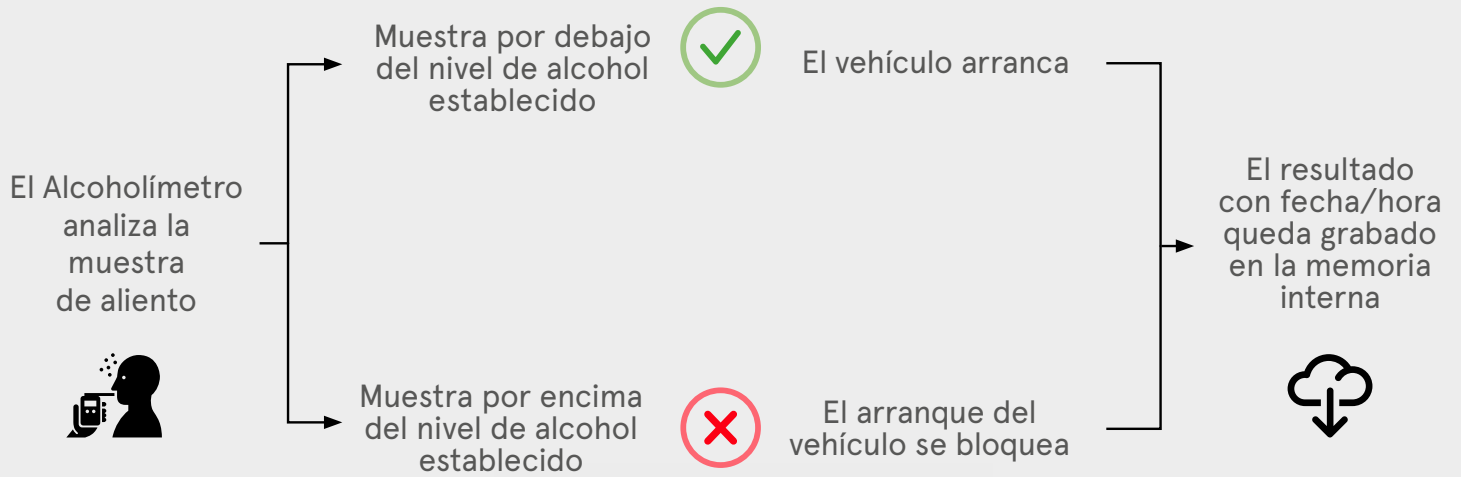 El Alcoholímetro
analiza la
muestra
de aliento
Muestra por debajo
del nivel de alcohol
establecido
El vehículo arranca
Muestra por encima
del nivel de alcohol
establecido
El arranque del
vehículo se bloquea
El resultado
con fecha/hora
queda grabado
en la memoria
interna